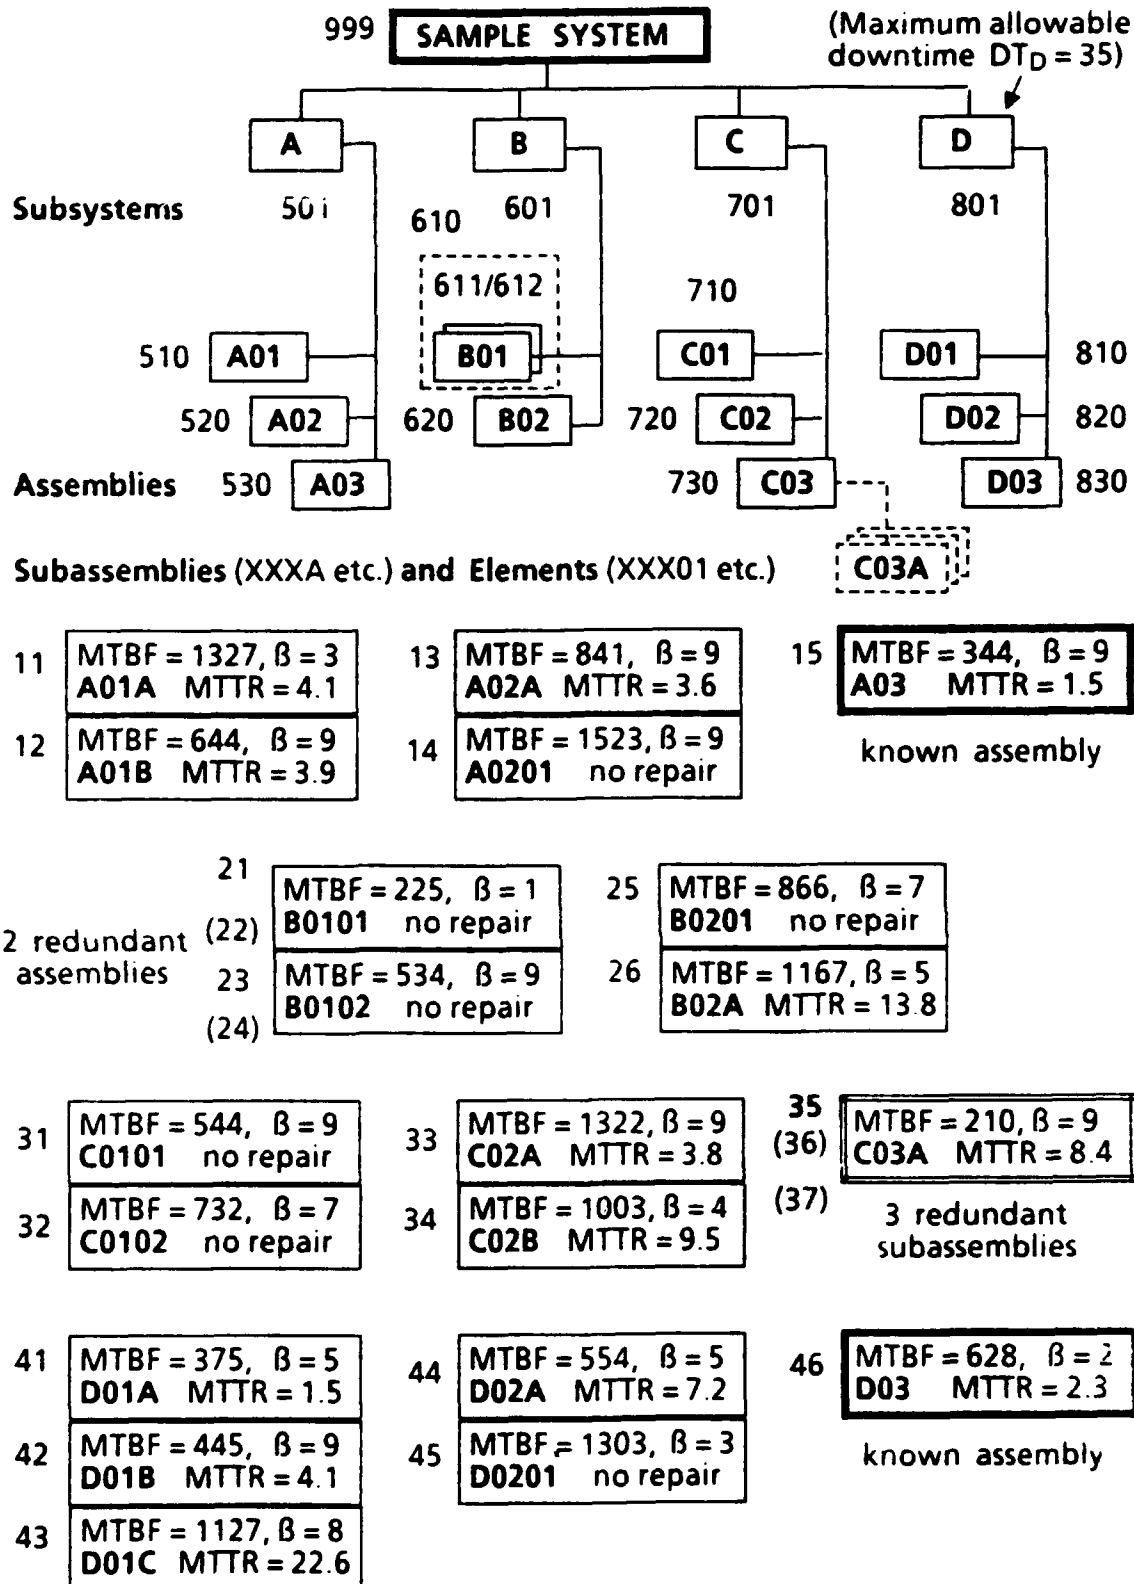 999 SAMPLE SYSTEM
(Maximum allowable
downtime DTD = 35)
A B C D
Subsystems 50i 610 601 701 801
611/612 710
510 A01 B01 C01 D01 810
520 A02 620 B02 720 C02 D02 820
Assemblies 530 A03 730 C03 D03 830
C03A
Subassemblies (XXXA etc.) and Elements (XXX01 etc.)
11 MTBF = 1327, ß = 3
A01A MTTR = 4.1
12 MTBF = 644, ß = 9
A01B MTTR = 3.9
13 MTBF = 841, ß = 9
A02A MTTR = 3.6
14 MTBF = 1523, ß = 9
A0201 no repair
15 MTBF = 344, ß = 9
A03 MTTR = 1.5
known assembly
2 redundant
assemblies
21 MTBF = 225, ß = 1
(22) B0101 no repair
23 MTBF = 534, ß = 9
(24) B0102 no repair
25 MTBF = 866, ß = 7
B0201 no repair
26 MTBF = 1167, ß = 5
B02A MTTR = 13.8
31 MTBF = 544, ß = 9
C0101 no repair
32 MTBF = 732, ß = 7
C0102 no repair
33 MTBF = 1322, ß = 9
C02A MTTR = 3.8
34 MTBF = 1003, ß = 4
C02B MTTR = 9.5
35 MTBF = 210, ß = 9
(36) C03A MTTR = 8.4
(37) 3 redundant
subassemblies
41 MTBF = 375, ß = 5
D01A MTTR = 1.5
42 MTBF = 445, ß = 9
D01B MTTR = 4.1
43 MTBF = 1127, ß = 8
D01C MTTR = 22.6
44 MTBF = 554, ß = 5
D02A MTTR = 7.2
45 MTBF = 1303, ß = 3
D0201 no repair
46 MTBF = 628, ß = 2
D03 MTTR = 2.3
known assembly